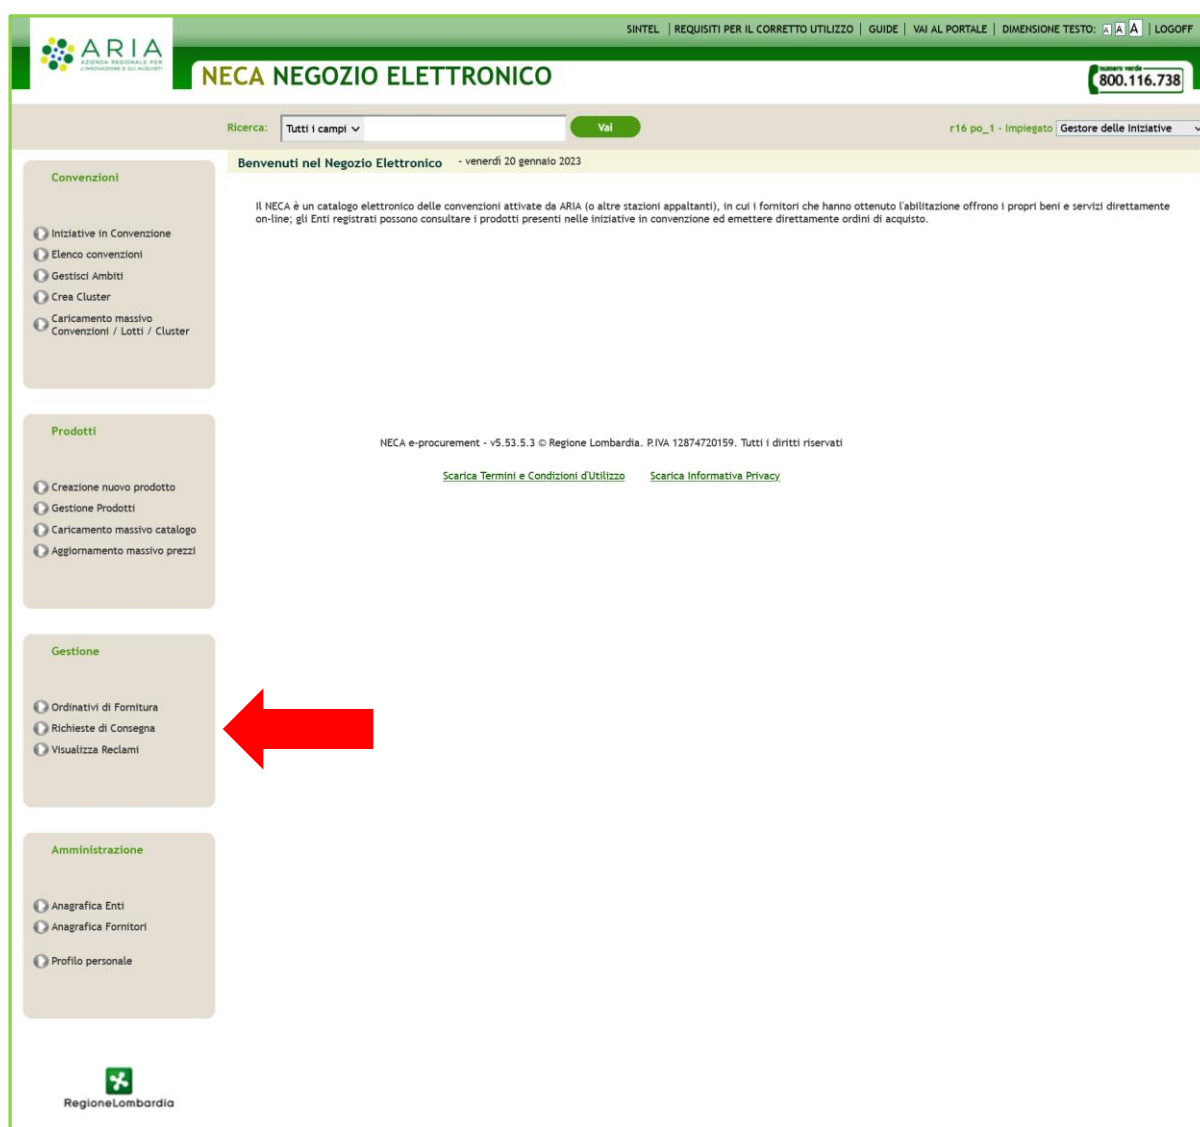 SINTEL | REQUISITI PER IL CORRETTO UTILIZZO | GUIDE | VAI AL PORTALE | DIMENSIONE TESTO: A A A | LOGOFF
ARIA
AZIENDA REGIONALE PER
L'INNOVAZIONE E GLI ACQUISTI
NECA NEGOZIO ELETTRONICO
numero verde
800.116.738
Ricerca: Tutti i campi Vai r16 po_1 - Impiegato Gestore delle Iniziative
Benvenuti nel Negozio Elettronico - venerdì 20 gennaio 2023
Il NECA è un catalogo elettronico delle convenzioni attivate da ARIA (o altre stazioni appaltanti), in cui i fornitori che hanno ottenuto l'abilitazione offrono i propri beni e servizi direttamente
on-line; gli Enti registrati possono consultare i prodotti presenti nelle iniziative in convenzione ed emettere direttamente ordini di acquisto.
Convenzioni
Iniziative in Convenzione
Elenco convenzioni
Gestisci Ambiti
Crea Cluster
Caricamento massivo
Convenzioni / Lotti / Cluster
Prodotti
Creazione nuovo prodotto
Gestione Prodotti
Caricamento massivo catalogo
Aggiornamento massivo prezzi
NECA e-procurement - v5.53.5.3 © Regione Lombardia. P.IVA 12874720159. Tutti i diritti riservati
Scarica Termini e Condizioni d'Utilizzo Scarica Informativa Privacy
Gestione
Ordinativi di Fornitura
Richieste di Consegna
Visualizza Reclami
Amministrazione
Anagrafica Enti
Anagrafica Fornitori
Profilo personale
RegioneLombardia